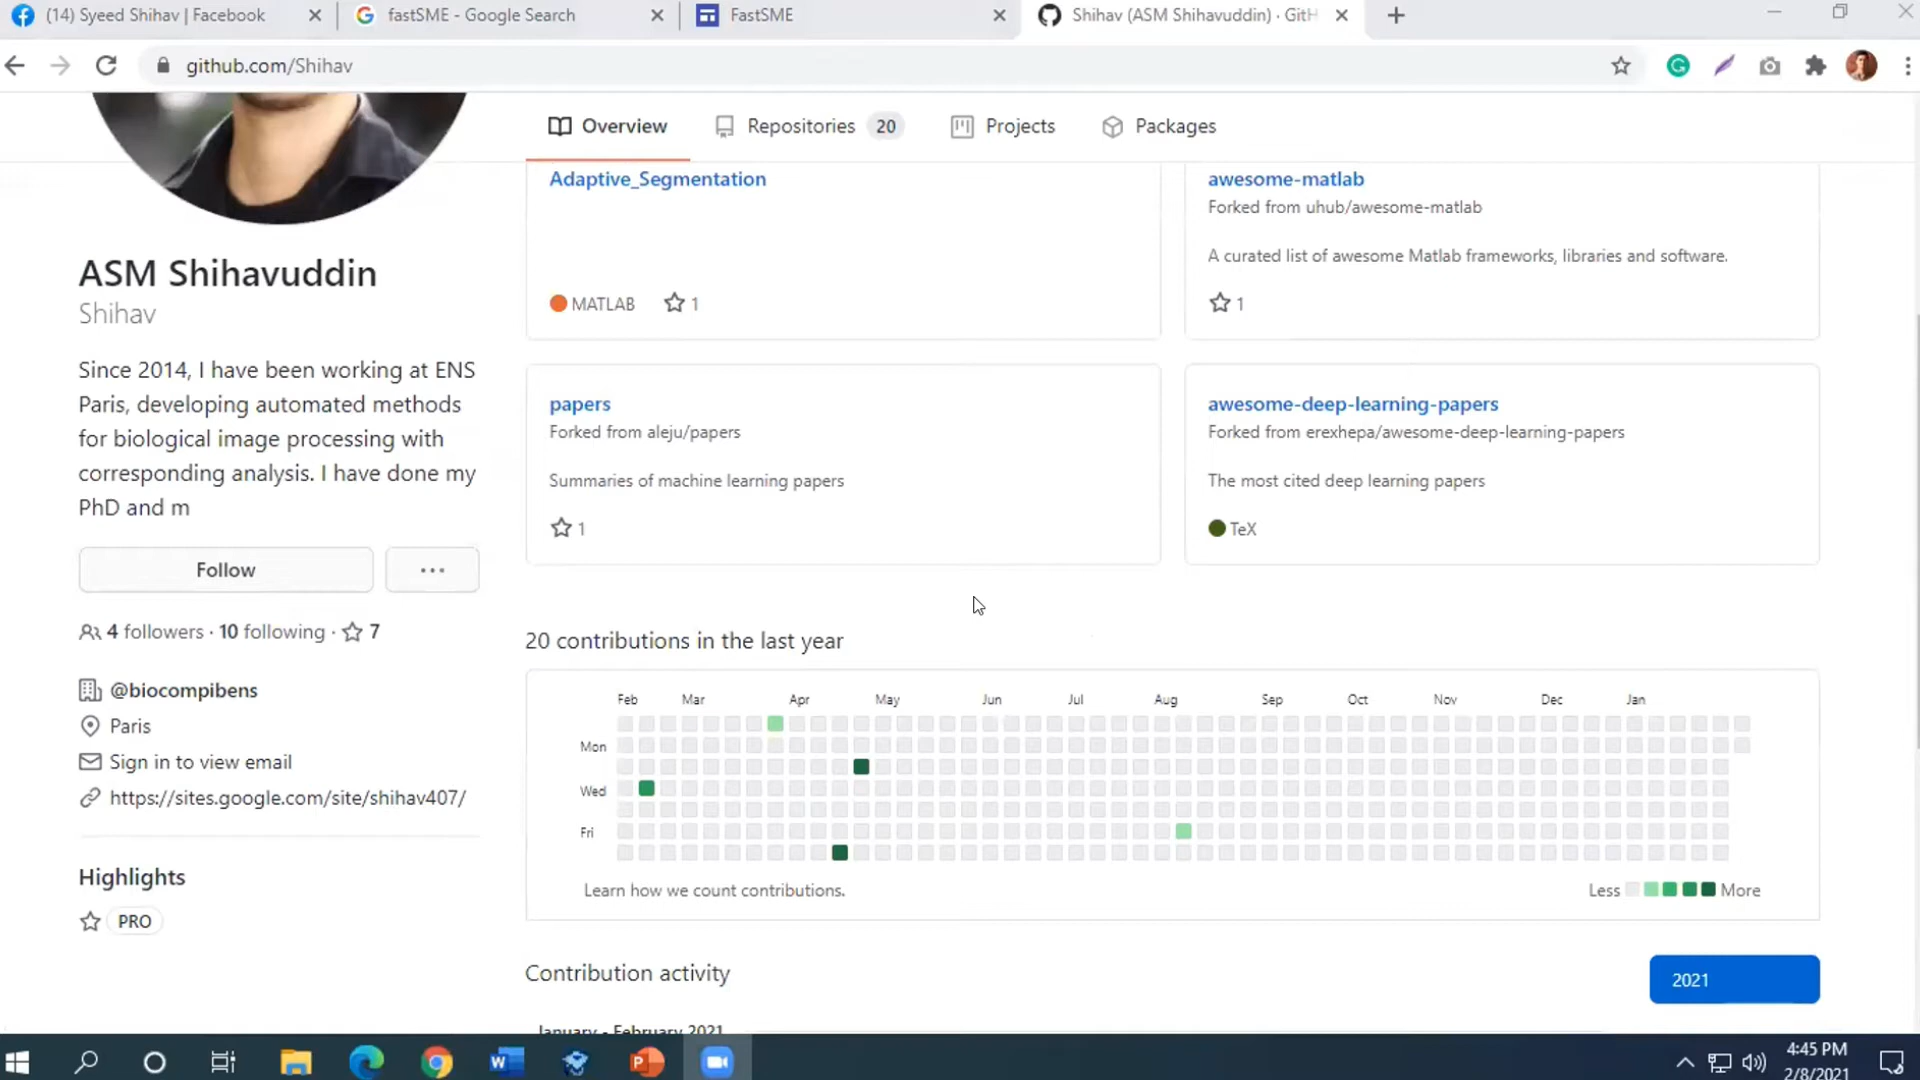 (14) Syeed Shihav | Facebook
fastSME - Google Search
FastSME
Shihav (ASM Shihavuddin) · GitH
github.com/Shihav
Overview
Repositories 20
Projects
Packages
ASM Shihavuddin
Shihav
Since 2014, I have been working at ENS
Paris, developing automated methods
for biological image processing with
corresponding analysis. I have done my
PhD and m
Follow
...
4 followers · 10 following · 7
@biocompibens
Paris
Sign in to view email
https://sites.google.com/site/shihav407/
Highlights
PRO
Adaptive_Segmentation
MATLAB 1
awesome-matlab
Forked from uhub/awesome-matlab
A curated list of awesome Matlab frameworks, libraries and software.
1
papers
Forked from aleju/papers
Summaries of machine learning papers
1
awesome-deep-learning-papers
Forked from erexhepa/awesome-deep-learning-papers
The most cited deep learning papers
TeX
20 contributions in the last year
Feb Mar Apr May Jun Jul Aug Sep Oct Nov Dec Jan
Mon
Wed
Fri
Learn how we count contributions.
Less More
Contribution activity
2021
January - February 2021
4:45 PM
2/8/2021